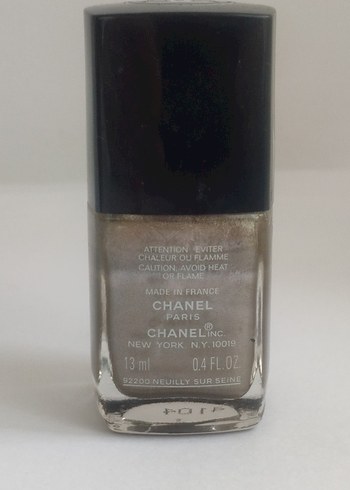 ATTENTION EVITER
CHALEUR OU FLAMME
CAUTION, AVOID HEAT
OR FLAME
MADE IN FRANCE
CHANEL
PARIS
CHANEL® INC.
NEW YORK, N.Y. 10019
13 ml 0.4 FL. OZ.
92200 NEUILLY SUR SEINE